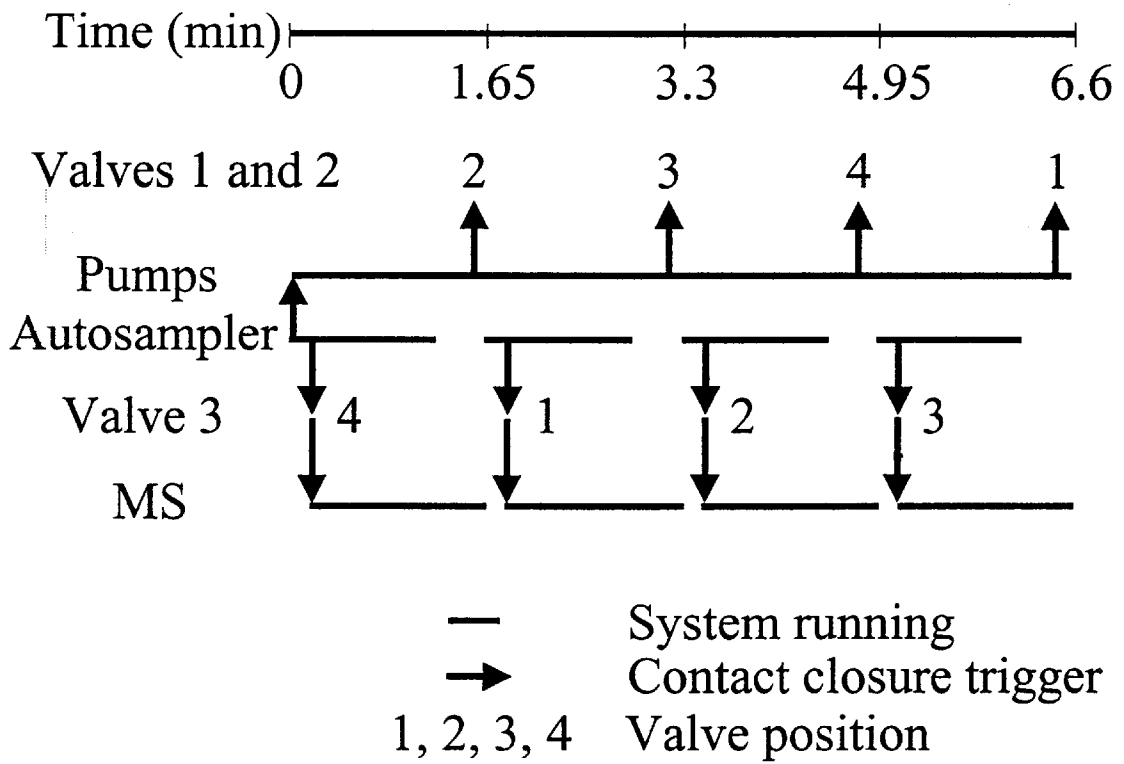 Time (min)
0 1.65 3.3 4.95 6.6
Valves 1 and 2 2 3 4 1
Pumps
Autosampler
Valve 3 4 1 2 3
MS
System running
Contact closure trigger
1, 2, 3, 4 Valve position